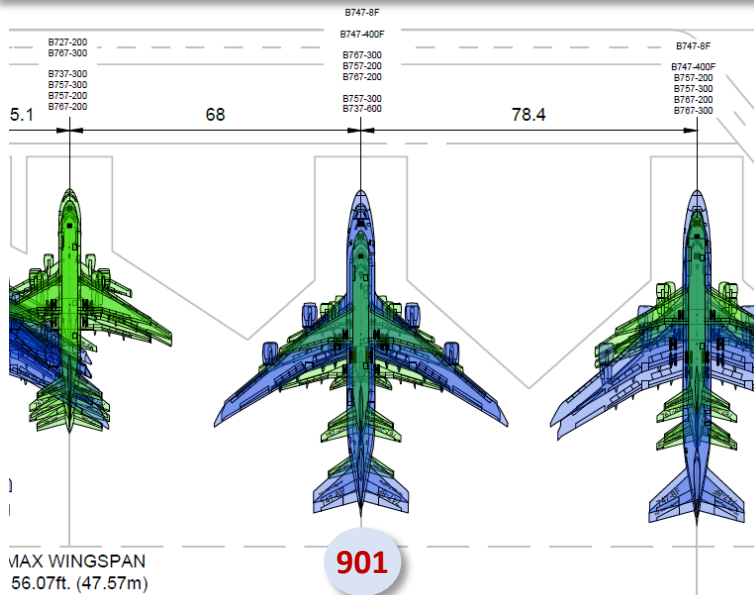 B727-200
B767-300
B737-300
B757-300
B757-200
B767-200
B747-8F
B747-400F
B767-300
B757-200
B767-200
B757-300
B737-600
B747-8F
B747-400F
B757-200
B757-300
B767-200
B767-300
5.1
68
78.4
MAX WINGSPAN
56.07ft. (47.57m)
901